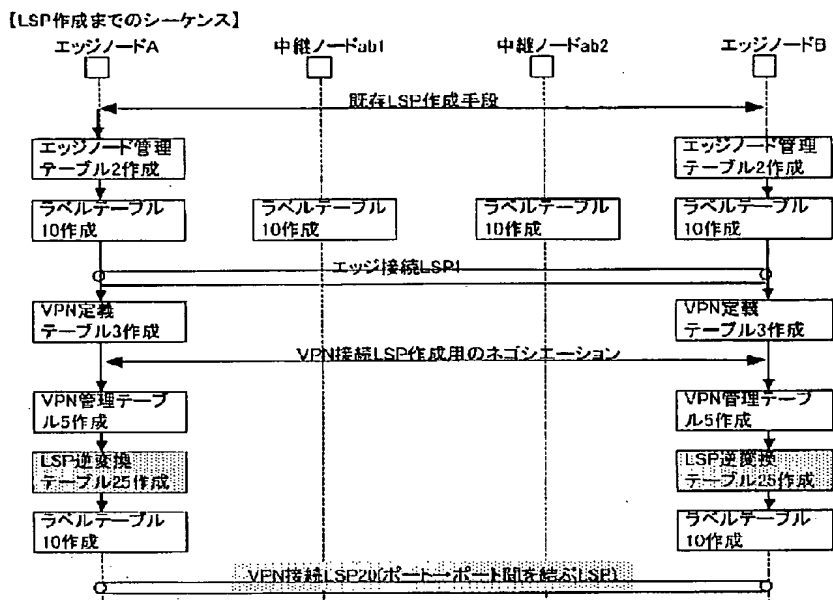 【LSP作成までのシーケンス】
エッジノードA 中継ノードab1 中継ノードab2 エッジノードB
既存LSP作成手段
エッジノード管理
テーブル2作成
エッジノード管理
テーブル2作成
ラベルテーブル
10作成
ラベルテーブル
10作成
ラベルテーブル
10作成
ラベルテーブル
10作成
エッジ接続LSP1
VPN定義
テーブル3作成
VPN定義
テーブル3作成
VPN接続LSP作成用のネゴシエーション
VPN管理テーブ
ル5作成
VPN管理テーブ
ル5作成
LSP逆変換
テーブル25作成
LSP逆変換
テーブル25作成
ラベルテーブル
10作成
ラベルテーブル
10作成
VPN接続LSP20(ポート→ポート間を結ぶLSP)